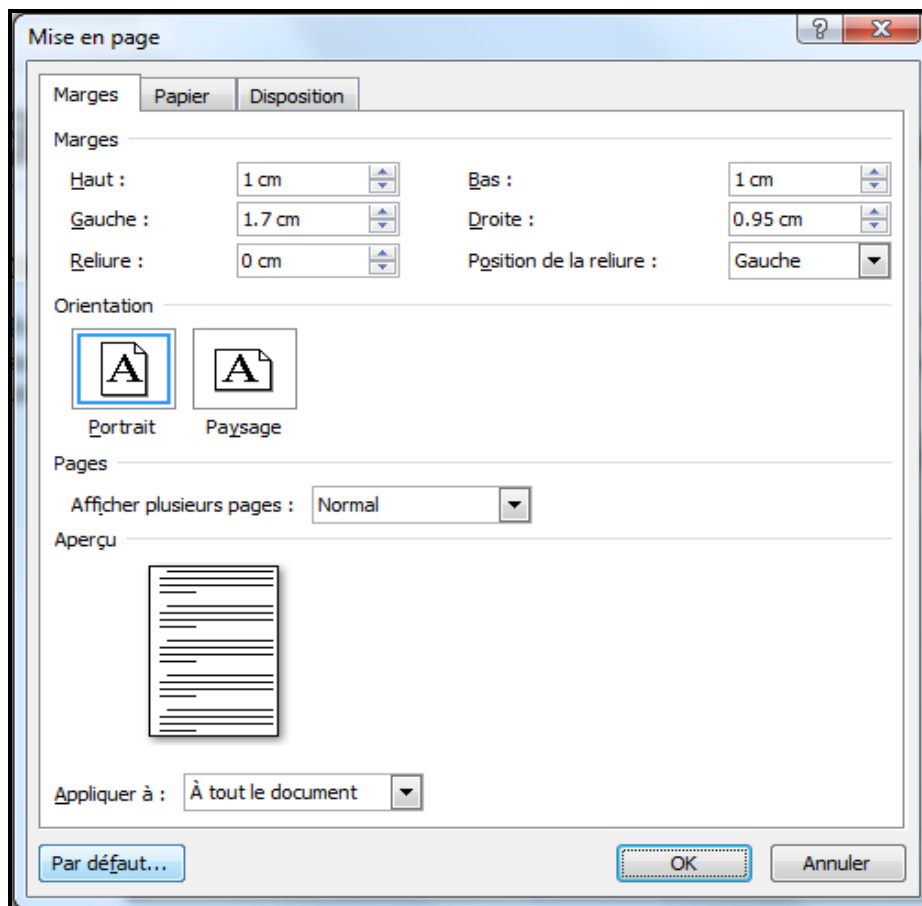 Mise en page
Marges Papier Disposition
Marges
Haut : 1 cm Bas : 1 cm
Gauche : 1.7 cm Droite : 0.95 cm
Reliure : 0 cm Position de la reliure : Gauche
Orientation
A A
Portrait Paysage
Pages
Afficher plusieurs pages : Normal
Aperçu
Appliquer à : À tout le document
Par défaut... OK Annuler